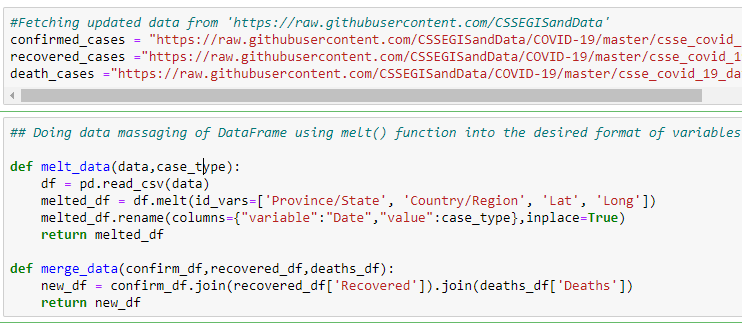 #Fetching updated data from 'https://raw.githubusercontent.com/CSSEGISandData'
confirmed_cases = "https://raw.githubusercontent.com/CSSEGISandData/COVID-19/master/csse_covid_
recovered_cases ="https://raw.githubusercontent.com/CSSEGISandData/COVID-19/master/csse_covid_1
death_cases ="https://raw.githubusercontent.com/CSSEGISandData/COVID-19/master/csse_covid_19_da
## Doing data massaging of DataFrame using melt() function into the desired format of variables
def melt_data(data,case_type):
    df = pd.read_csv(data)
    melted_df = df.melt(id_vars=['Province/State', 'Country/Region', 'Lat', 'Long'])
    melted_df.rename(columns={"variable":"Date","value":case_type},inplace=True)
    return melted_df
def merge_data(confirm_df,recovered_df,deaths_df):
    new_df = confirm_df.join(recovered_df['Recovered']).join(deaths_df['Deaths'])
    return new_df